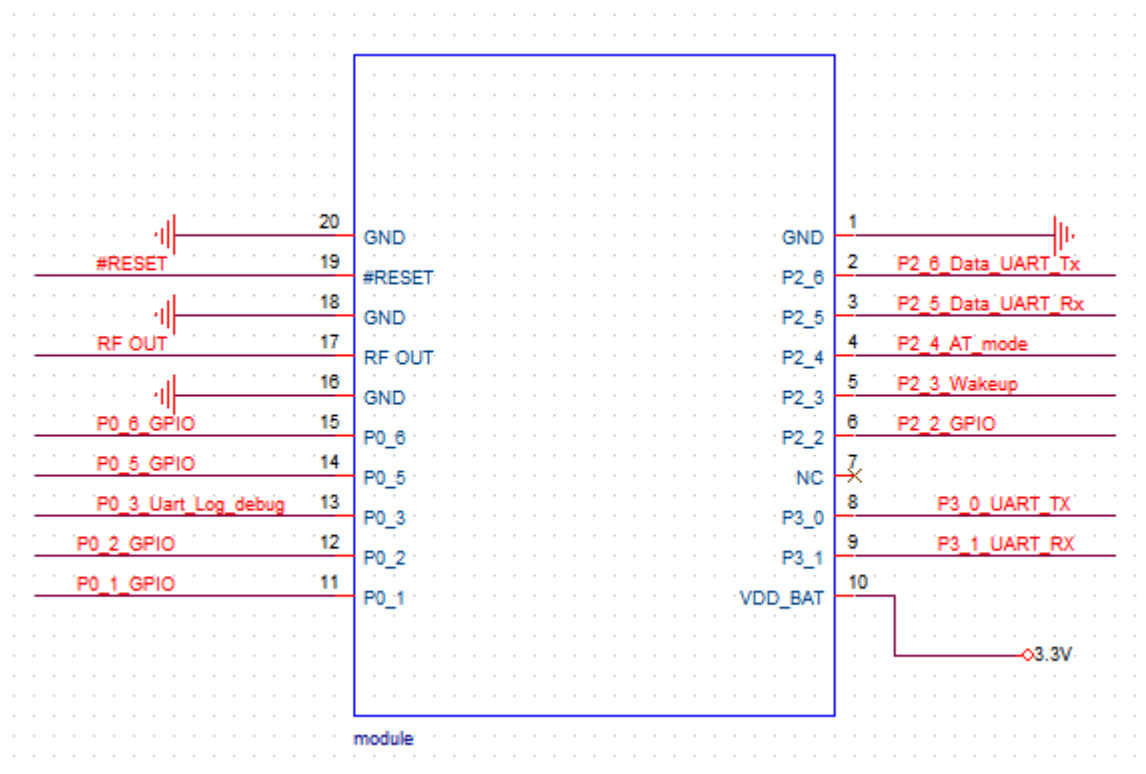 20 GND GND 1
#RESET 19 #RESET P2_6 2 P2_6_Data_UART_Tx
18 GND P2_5 3 P2_5_Data_UART_Rx
RF OUT 17 RF OUT P2_4 4 P2_4_AT_mode
16 GND P2_3 5 P2_3_Wakeup
P0_6_GPIO 15 P0_6 P2_2 6 P2_2_GPIO
P0_5_GPIO 14 P0_5 NC 7
P0_3_Uart_Log_debug 13 P0_3 P3_0 8 P3_0_UART_TX
P0_2_GPIO 12 P0_2 P3_1 9 P3_1_UART_RX
P0_1_GPIO 11 P0_1 VDD_BAT 10
3.3V
module